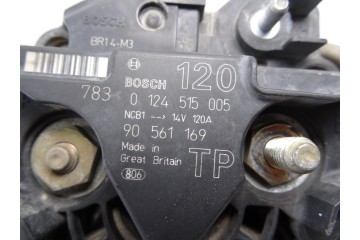 BOSCH
BR14-M3
BOSCH 120
783
0 124 515 005
NCB1 --> 14V 120A
90 561 169
Made in
Great Britain TP
806